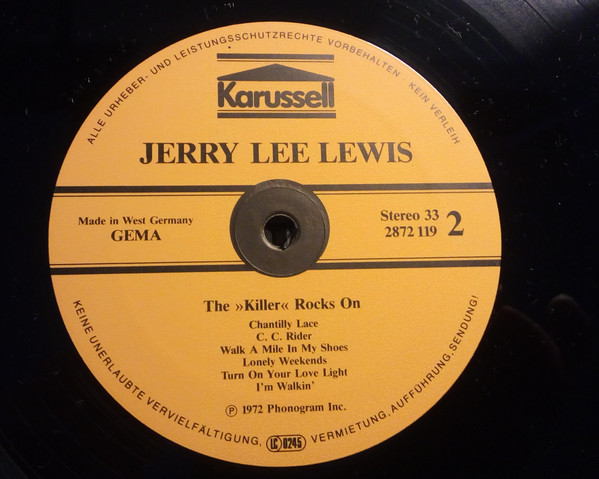 ALLE URHEBER- UND LEISTUNGSSCHUTZRECHTE VORBEHALTEN · KEIN VERLEIH
Karussell
JERRY LEE LEWIS
Made in West Germany
GEMA
Stereo 33
2872 119
2
The »Killer« Rocks On
Chantilly Lace
C. C. Rider
Walk A Mile In My Shoes
Lonely Weekends
Turn On Your Love Light
I'm Walkin'
Ⓟ 1972 Phonogram Inc.
KEINE UNERLAUBTE VERVIELFÄLTIGUNG, LC 0245 VERMIETUNG, AUFFÜHRUNG, SENDUNG!